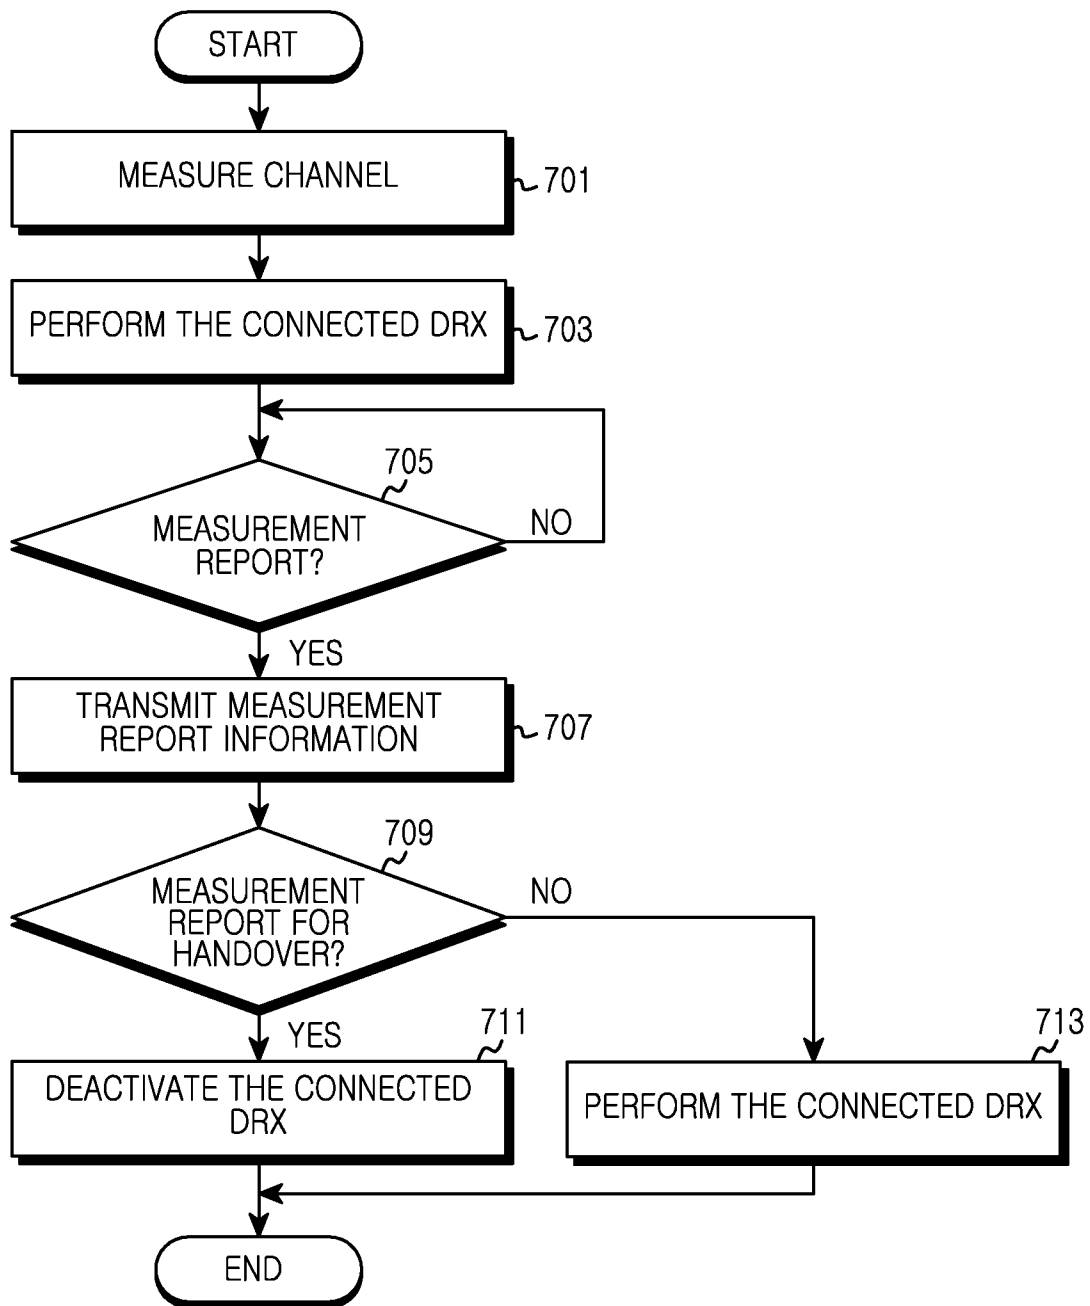 START
MEASURE CHANNEL
701
PERFORM THE CONNECTED DRX
703
705
MEASUREMENT
REPORT?
NO
YES
TRANSMIT MEASUREMENT
REPORT INFORMATION
707
709
MEASUREMENT
REPORT FOR
HANDOVER?
NO
YES
711
DEACTIVATE THE CONNECTED
DRX
713
PERFORM THE CONNECTED DRX
END